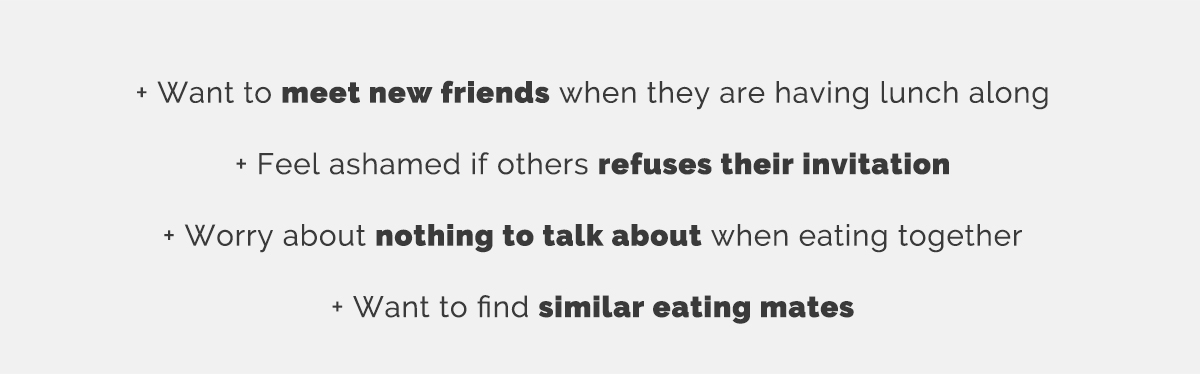 + Want to meet new friends when they are having lunch along
+ Feel ashamed if others refuses their invitation
+ Worry about nothing to talk about when eating together
+ Want to find similar eating mates